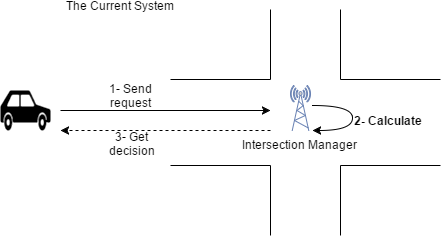 The Current System
1- Send
request
2- Calculate
3- Get
decision
Intersection Manager